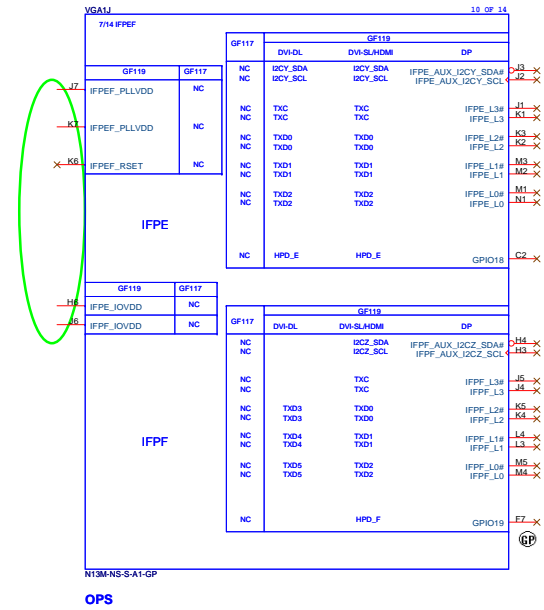 VGA1J 10 OF 14
7/14 IFPEF
GF117 GF119
DVI-DL DVI-SL/HDMI DP
NC I2CY_SDA I2CY_SDA IFPE_AUX_I2CY_SDA# J3
NC I2CY_SCL I2CY_SCL IFPE_AUX_I2CY_SCL J2
GF119 GF117
J7 IFPEF_PLLVDD NC
NC TXC TXC IFPE_L3# J1
NC TXC TXC IFPE_L3 K1
K7 IFPEF_PLLVDD NC
NC TXD0 TXD0 IFPE_L2# K3
NC TXD0 TXD0 IFPE_L2 K2
K6 IFPEF_RSET NC
NC TXD1 TXD1 IFPE_L1# M3
NC TXD1 TXD1 IFPE_L1 M2
NC TXD2 TXD2 IFPE_L0# M1
NC TXD2 TXD2 IFPE_L0 N1
IFPE
NC HPD_E HPD_E GPIO18 C2
GF119 GF117
H6 IFPE_IOVDD NC
J6 IFPF_IOVDD NC
GF117 GF119
DVI-DL DVI-SL/HDMI DP
NC I2CZ_SDA IFPF_AUX_I2CZ_SDA# H4
NC I2CZ_SCL IFPF_AUX_I2CZ_SCL H3
NC TXC IFPF_L3# J5
NC TXC IFPF_L3 J4
NC TXD3 TXD0 IFPF_L2# K5
NC TXD3 TXD0 IFPF_L2 K4
IFPF
NC TXD4 TXD1 IFPF_L1# L4
NC TXD4 TXD1 IFPF_L1 L3
NC TXD5 TXD2 IFPF_L0# M5
NC TXD5 TXD2 IFPF_L0 M4
NC HPD_F GPIO19 F7
GP
N13M-NS-S-A1-GP
OPS